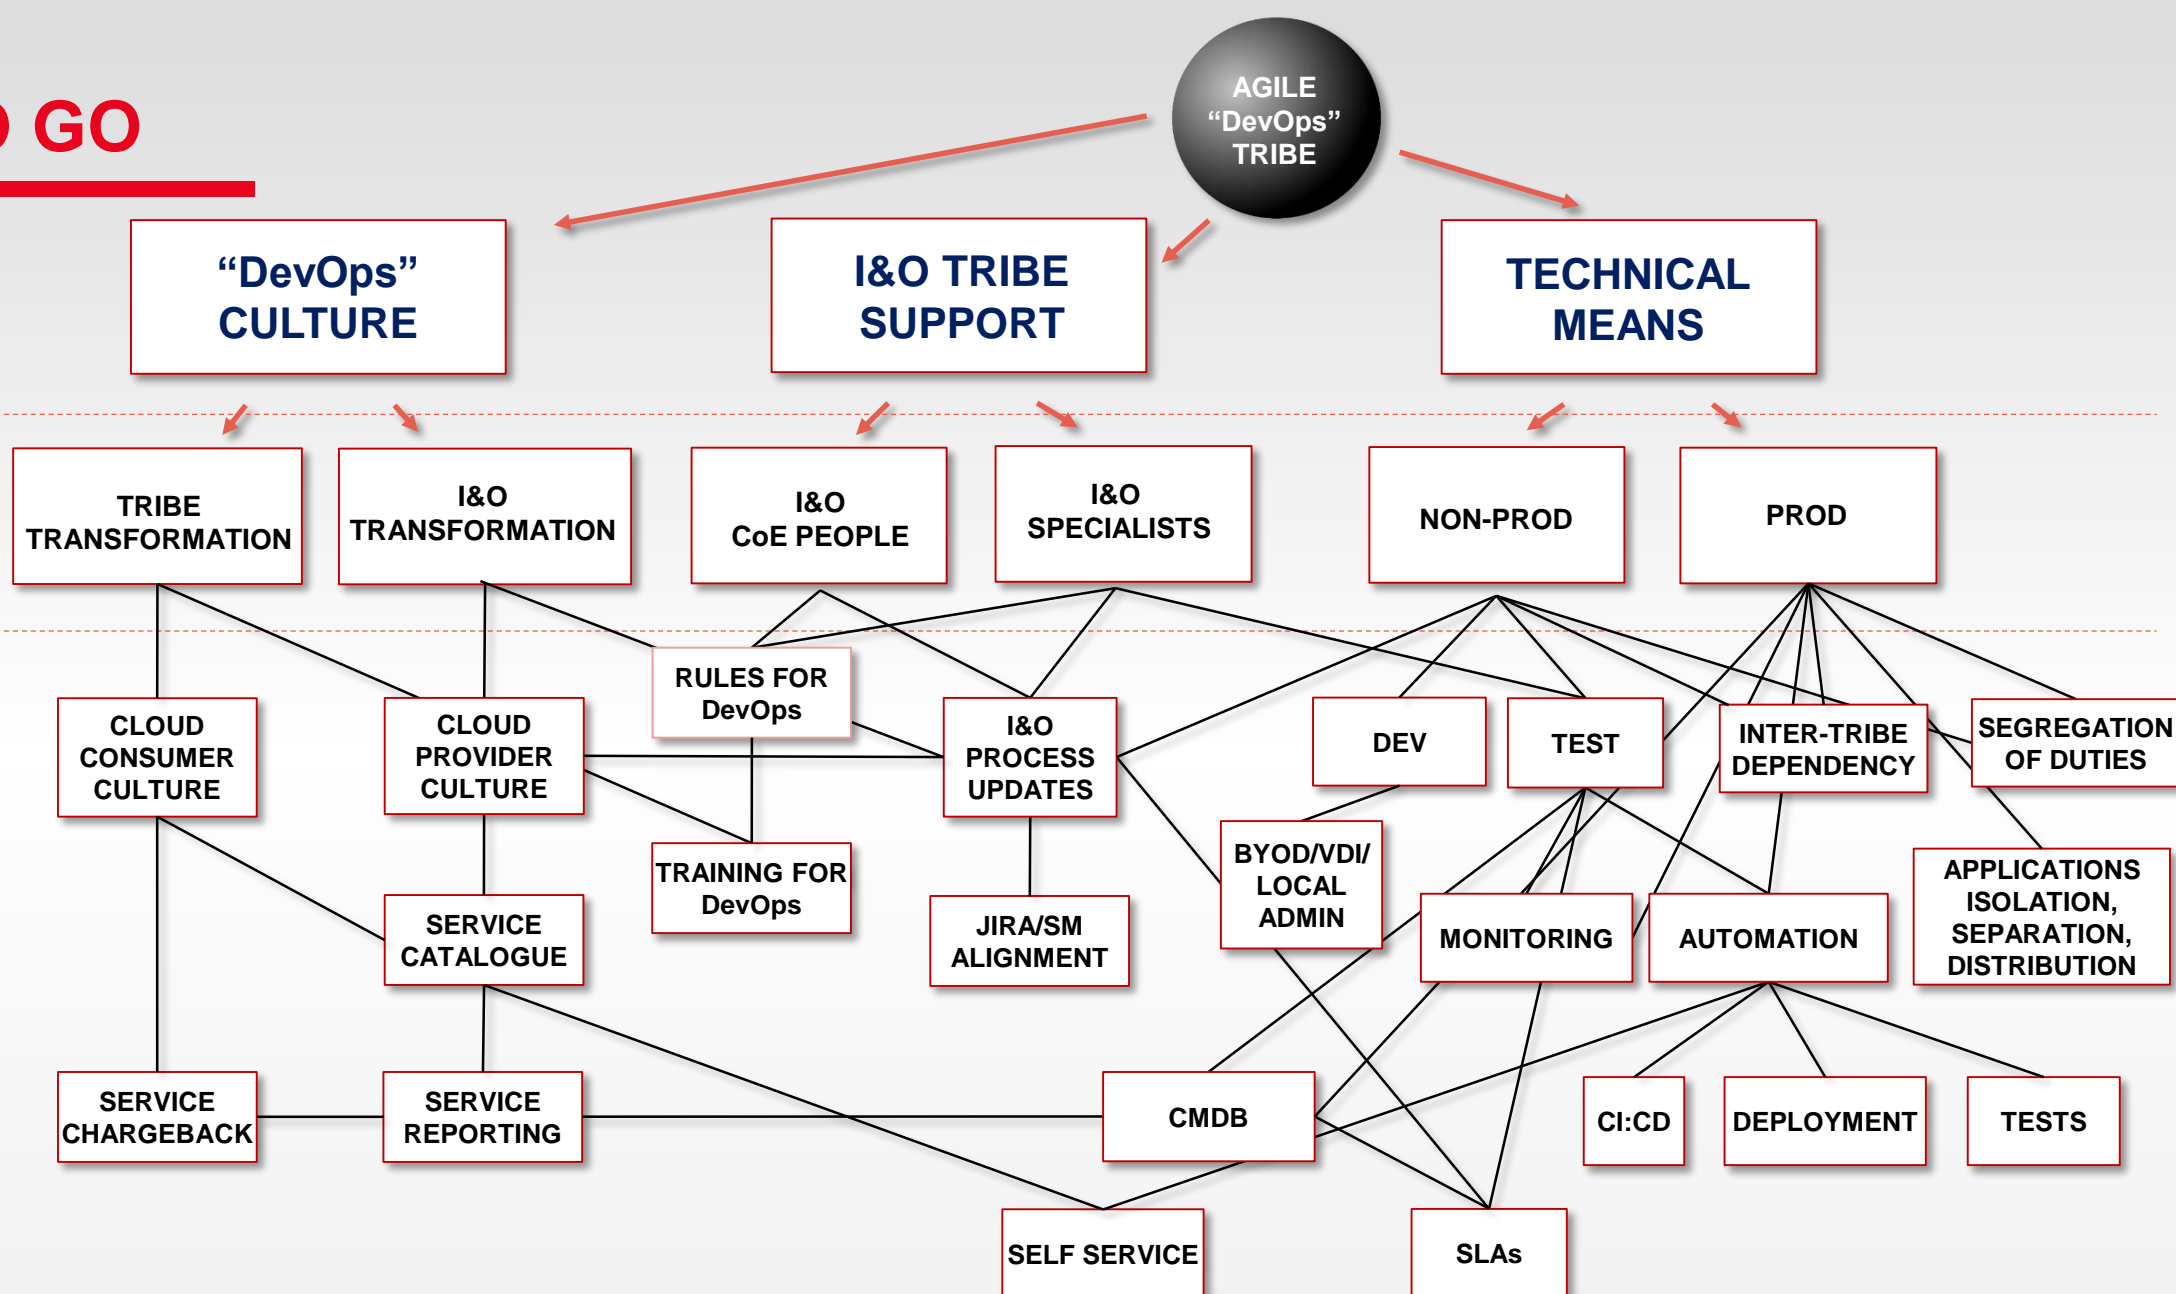 GO
AGILE
“DevOps”
TRIBE
“DevOps”
CULTURE
I&O TRIBE
SUPPORT
TECHNICAL
MEANS
TRIBE
TRANSFORMATION
I&O
TRANSFORMATION
I&O
CoE PEOPLE
I&O
SPECIALISTS
NON-PROD
PROD
RULES FOR
DevOps
CLOUD
CONSUMER
CULTURE
CLOUD
PROVIDER
CULTURE
I&O
PROCESS
UPDATES
DEV
TEST
INTER-TRIBE
DEPENDENCY
SEGREGATION
OF DUTIES
TRAINING FOR
DevOps
BYOD/VDI/
LOCAL
ADMIN
APPLICATIONS
ISOLATION,
SEPARATION,
DISTRIBUTION
SERVICE
CATALOGUE
JIRA/SM
ALIGNMENT
MONITORING
AUTOMATION
SERVICE
CHARGEBACK
SERVICE
REPORTING
CMDB
CI:CD
DEPLOYMENT
TESTS
SELF SERVICE
SLAs